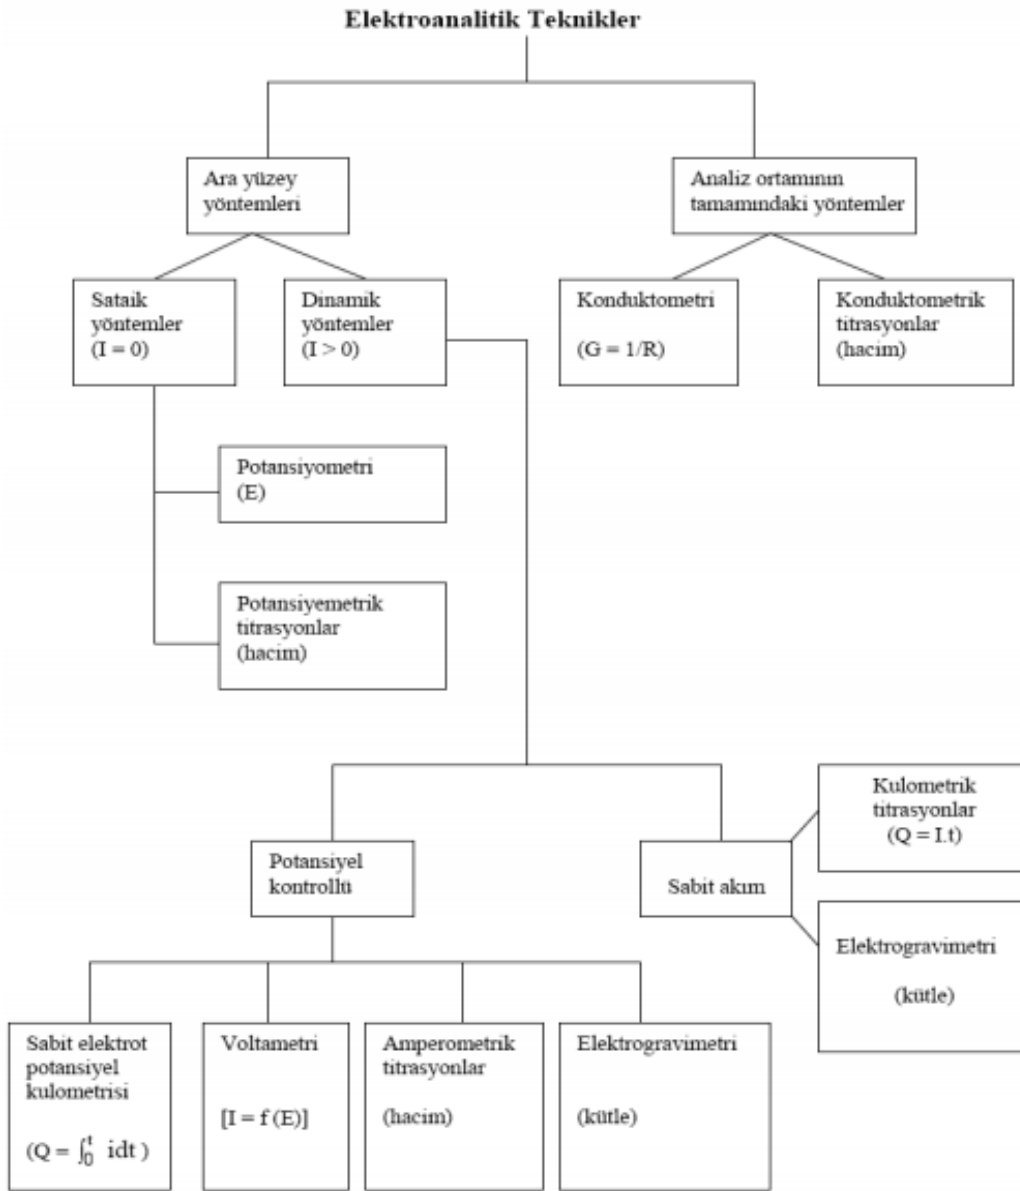 Elektroanalitik Teknikler
Ara yüzey
yöntemleri
Analiz ortamının
tamamındaki yöntemler
Sataik
yöntemler
(I = 0)
Dinamik
yöntemler
(I > 0)
Konduktometri
(G = 1/R)
Konduktometrik
titrasyonlar
(hacim)
Potansiyometri
(E)
Potansiyemetrik
titrasyonlar
(hacim)
Kulometrik
titrasyonlar
(Q = I.t)
Potansiyel
kontrollü
Sabit akım
Elektrogravimetri
(kütle)
Sabit elektrot
potansiyel
kulometrisi
(Q = ∫₀ᵗ idt )
Voltametri
[I = f (E)]
Amperometrik
titrasyonlar
(hacim)
Elektrogravimetri
(kütle)